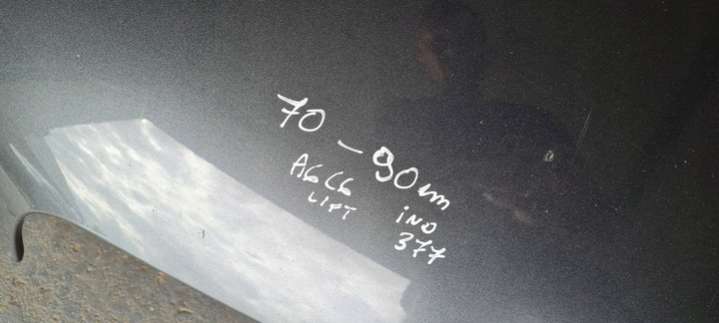 70 - 90 cm
A6 C6 iNO
LIFT 377